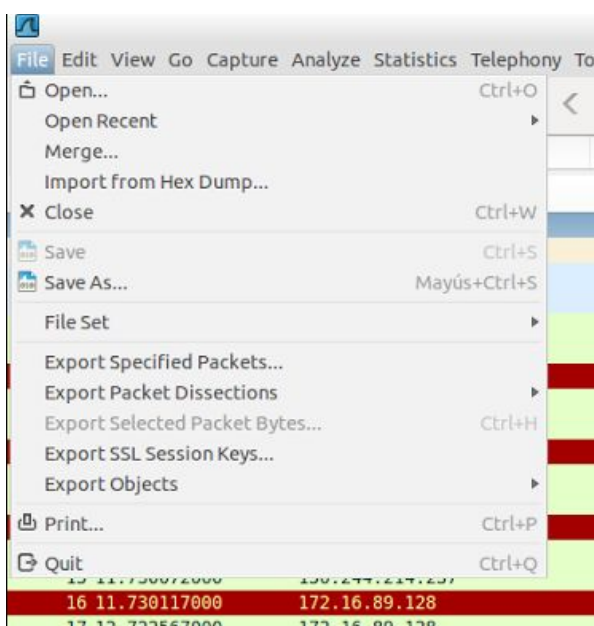 File Edit View Go Capture Analyze Statistics Telephony To
Open... Ctrl+O
Open Recent
Merge...
Import from Hex Dump...
Close Ctrl+W
Save Ctrl+S
Save As... Mayús+Ctrl+S
File Set
Export Specified Packets...
Export Packet Dissections
Export Selected Packet Bytes... Ctrl+H
Export SSL Session Keys...
Export Objects
Print... Ctrl+P
Quit Ctrl+Q
16 11.730117000 172.16.89.128